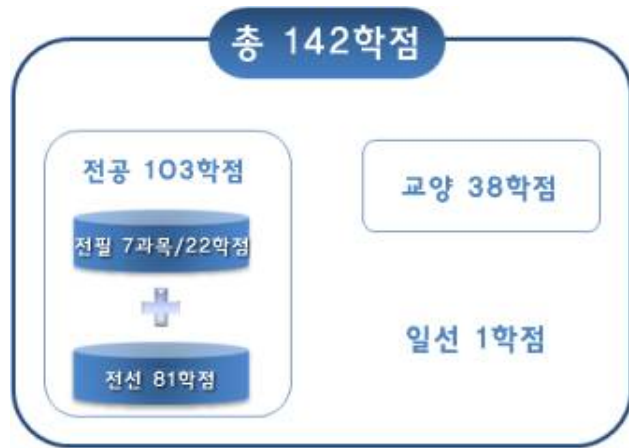 총 142학점
전공 103학점
전필 7과목/22학점
전선 81학점
교양 38학점
일선 1학점